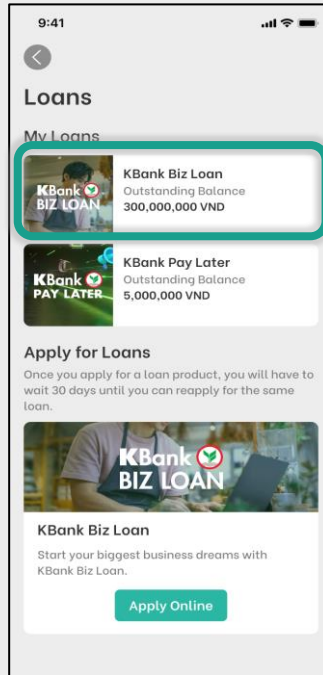 9:41
Loans
My Loans
KBank
BIZ LOAN
KBank Biz Loan
Outstanding Balance
300,000,000 VND
KBank
PAY LATER
KBank Pay Later
Outstanding Balance
5,000,000 VND
Apply for Loans
Once you apply for a loan product, you will have to
wait 30 days until you can reapply for the same
loan.
KBank
BIZ LOAN
KBank Biz Loan
Start your biggest business dreams with
KBank Biz Loan.
Apply Online